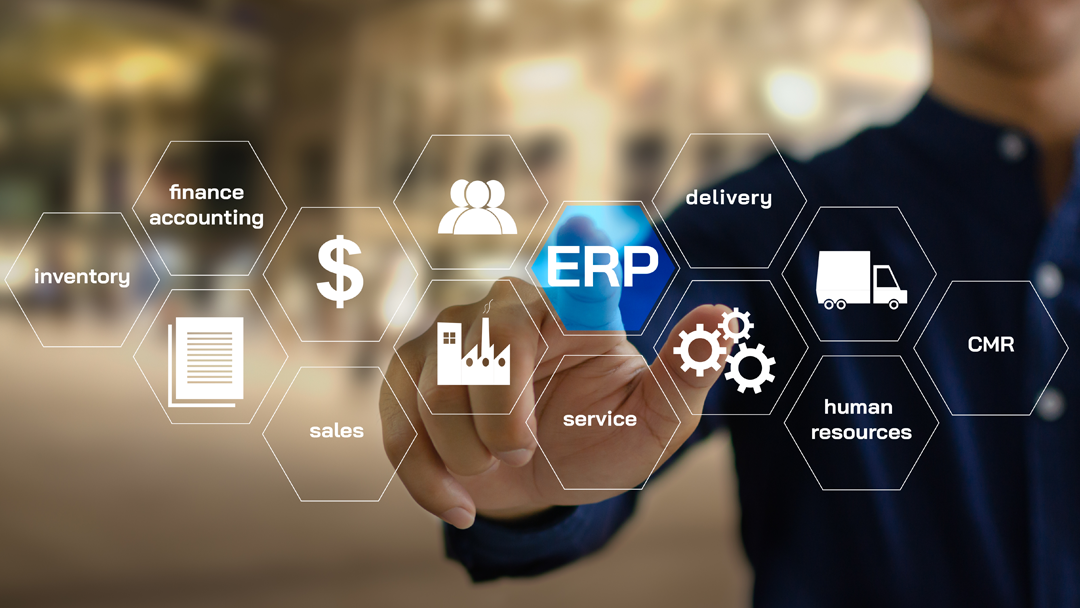 finance
accounting
inventory
sales
$
ERP
service
delivery
human
resources
CMR